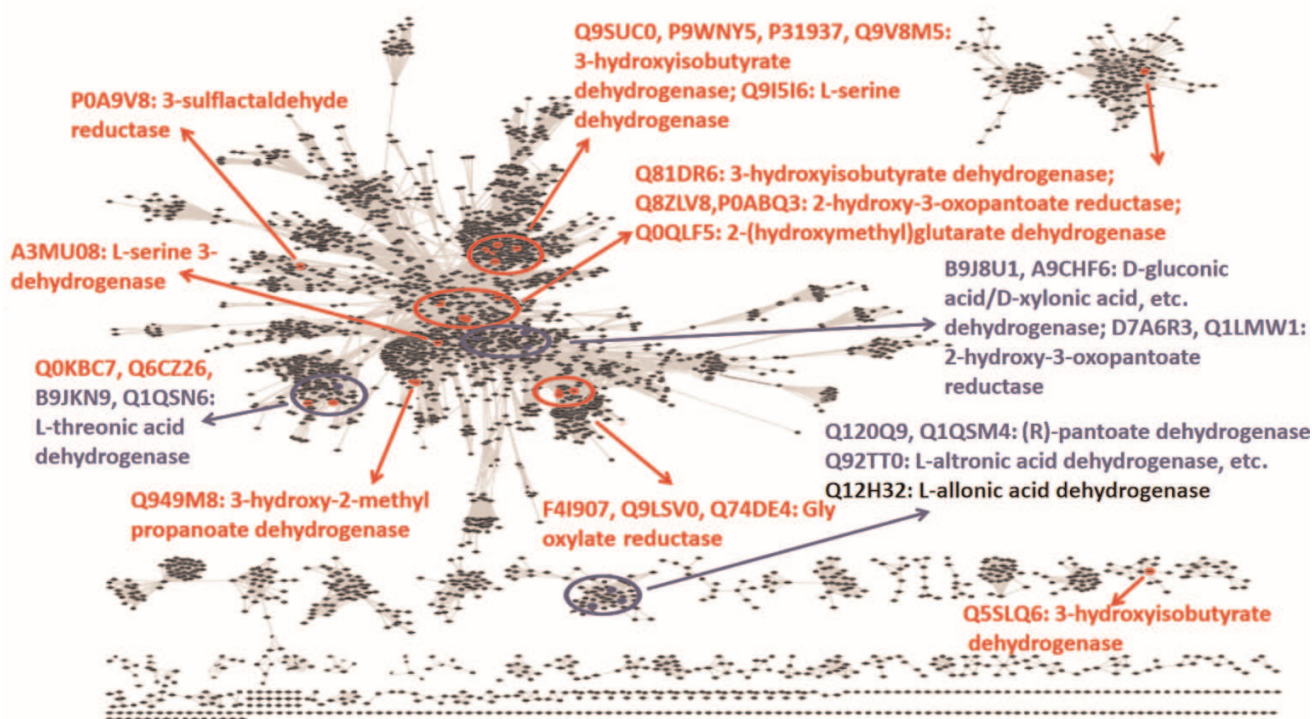 Q9SUC0, P9WNY5, P31937, Q9V8M5:
3-hydroxyisobutyrate
dehydrogenase; Q9I5I6: L-serine
dehydrogenase
P0A9V8: 3-sulflactaldehyde
reductase
Q81DR6: 3-hydroxyisobutyrate dehydrogenase;
Q8ZLV8,P0ABQ3: 2-hydroxy-3-oxopantoate reductase;
Q0QLF5: 2-(hydroxymethyl)glutarate dehydrogenase
A3MU08: L-serine 3-
dehydrogenase
B9J8U1, A9CHF6: D-gluconic
acid/D-xylonic acid, etc.
dehydrogenase; D7A6R3, Q1LMW1:
2-hydroxy-3-oxopantoate
reductase
Q0KBC7, Q6CZ26,
B9JKN9, Q1QSN6:
L-threonic acid
dehydrogenase
Q120Q9, Q1QSM4: (R)-pantoate dehydrogenase
Q92TT0: L-altronic acid dehydrogenase, etc.
Q12H32: L-allonic acid dehydrogenase
Q949M8: 3-hydroxy-2-methyl
propanoate dehydrogenase
F4I907, Q9LSV0, Q74DE4: Gly
oxylate reductase
Q5SLQ6: 3-hydroxyisobutyrate
dehydrogenase